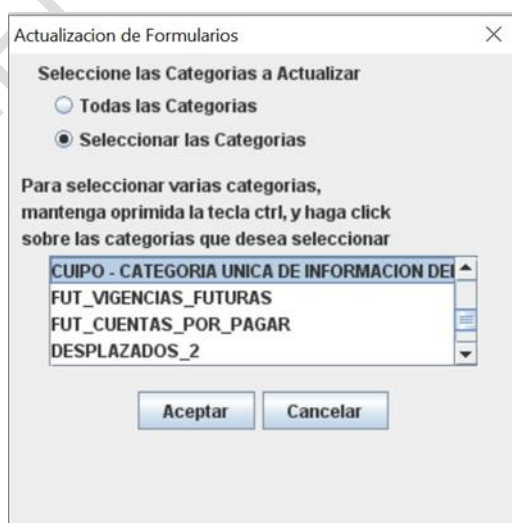 Actualizacion de Formularios
Seleccione las Categorias a Actualizar
Todas las Categorias
Seleccionar las Categorias
Para seleccionar varias categorias,
mantenga oprimida la tecla ctrl, y haga click
sobre las categorias que desea seleccionar
CUIPO - CATEGORIA UNICA DE INFORMACION DEL
FUT_VIGENCIAS_FUTURAS
FUT_CUENTAS_POR_PAGAR
DESPLAZADOS_2
Aceptar Cancelar